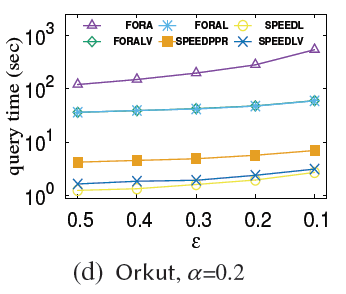 FORA FORAL SPEEDL
FORALV SPEEDPPR SPEEDLV
query time (sec)
10³
10²
10¹
10⁰
0.5 0.4 0.3 0.2 0.1
ε
(d) Orkut, α=0.2